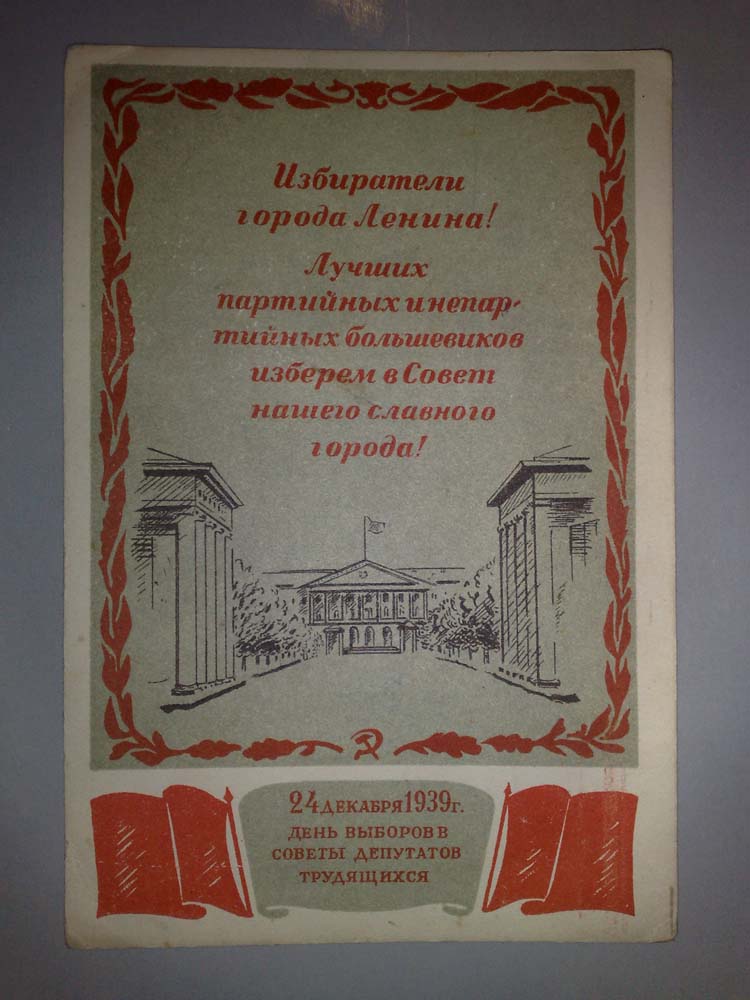 Избиратели
города Ленина!
Лучших
партийных и непар-
тийных большевиков
изберем в Совет
нашего славного
города!
24 ДЕКАБРЯ 1939 г.
ДЕНЬ ВЫБОРОВ В
СОВЕТЫ ДЕПУТАТОВ
ТРУДЯЩИХСЯ